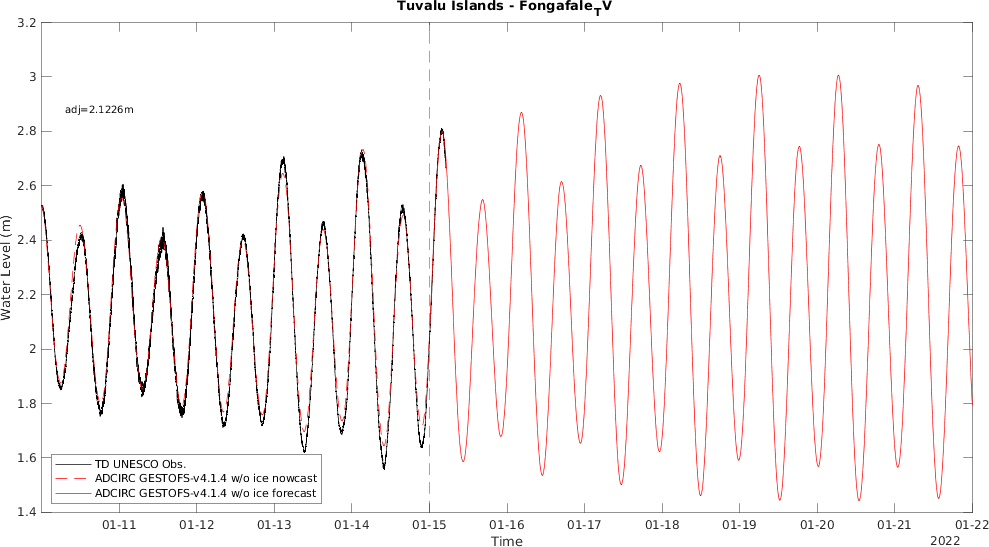 Tuvalu Islands - Fongafale_TV
3.2
3
2.8
2.6
2.4
2.2
2
1.8
1.6
1.4
Water Level (m)
adj=2.1226m
TD UNESCO Obs.
ADCIRC GESTOFS-v4.1.4 w/o ice nowcast
ADCIRC GESTOFS-v4.1.4 w/o ice forecast
01-11 01-12 01-13 01-14 01-15 01-16 01-17 01-18 01-19 01-20 01-21 01-22
Time
2022